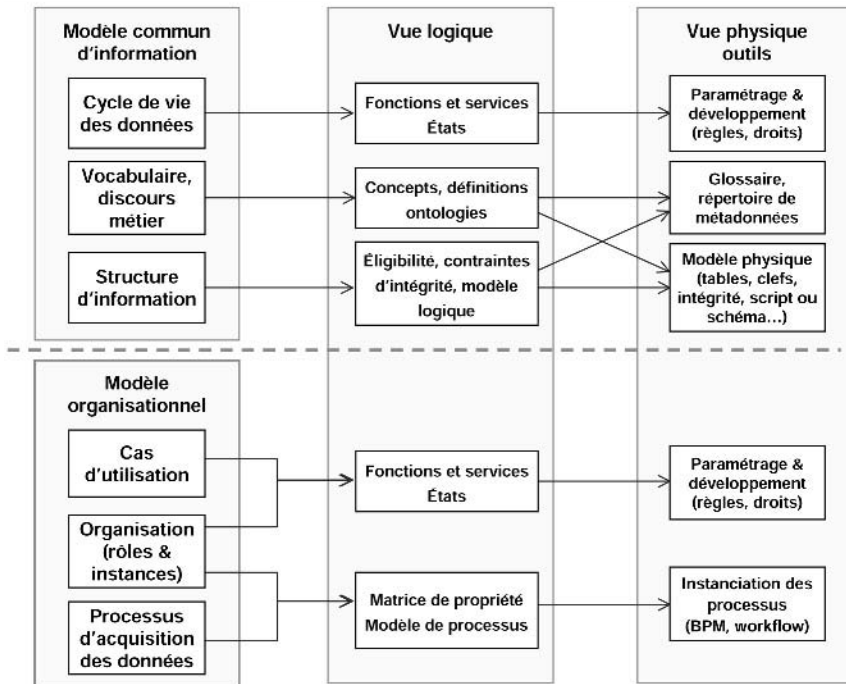 Modèle commun
d'information
Vue logique
Vue physique
outils
Cycle de vie
des données
Fonctions et services
États
Paramétrage &
développement
(règles, droits)
Vocabulaire,
discours
métier
Concepts, définitions
ontologies
Glossaire,
répertoire de
métadonnées
Structure
d'information
Éligibilité, contraintes
d'intégrité, modèle
logique
Modèle physique
(tables, clefs,
intégrité, script ou
schéma...)
Modèle
organisationnel
Cas
d'utilisation
Fonctions et services
États
Paramétrage &
développement
(règles, droits)
Organisation
(rôles &
instances)
Processus
d'acquisition
des données
Matrice de propriété
Modèle de processus
Instanciation des
processus
(BPM, workflow)